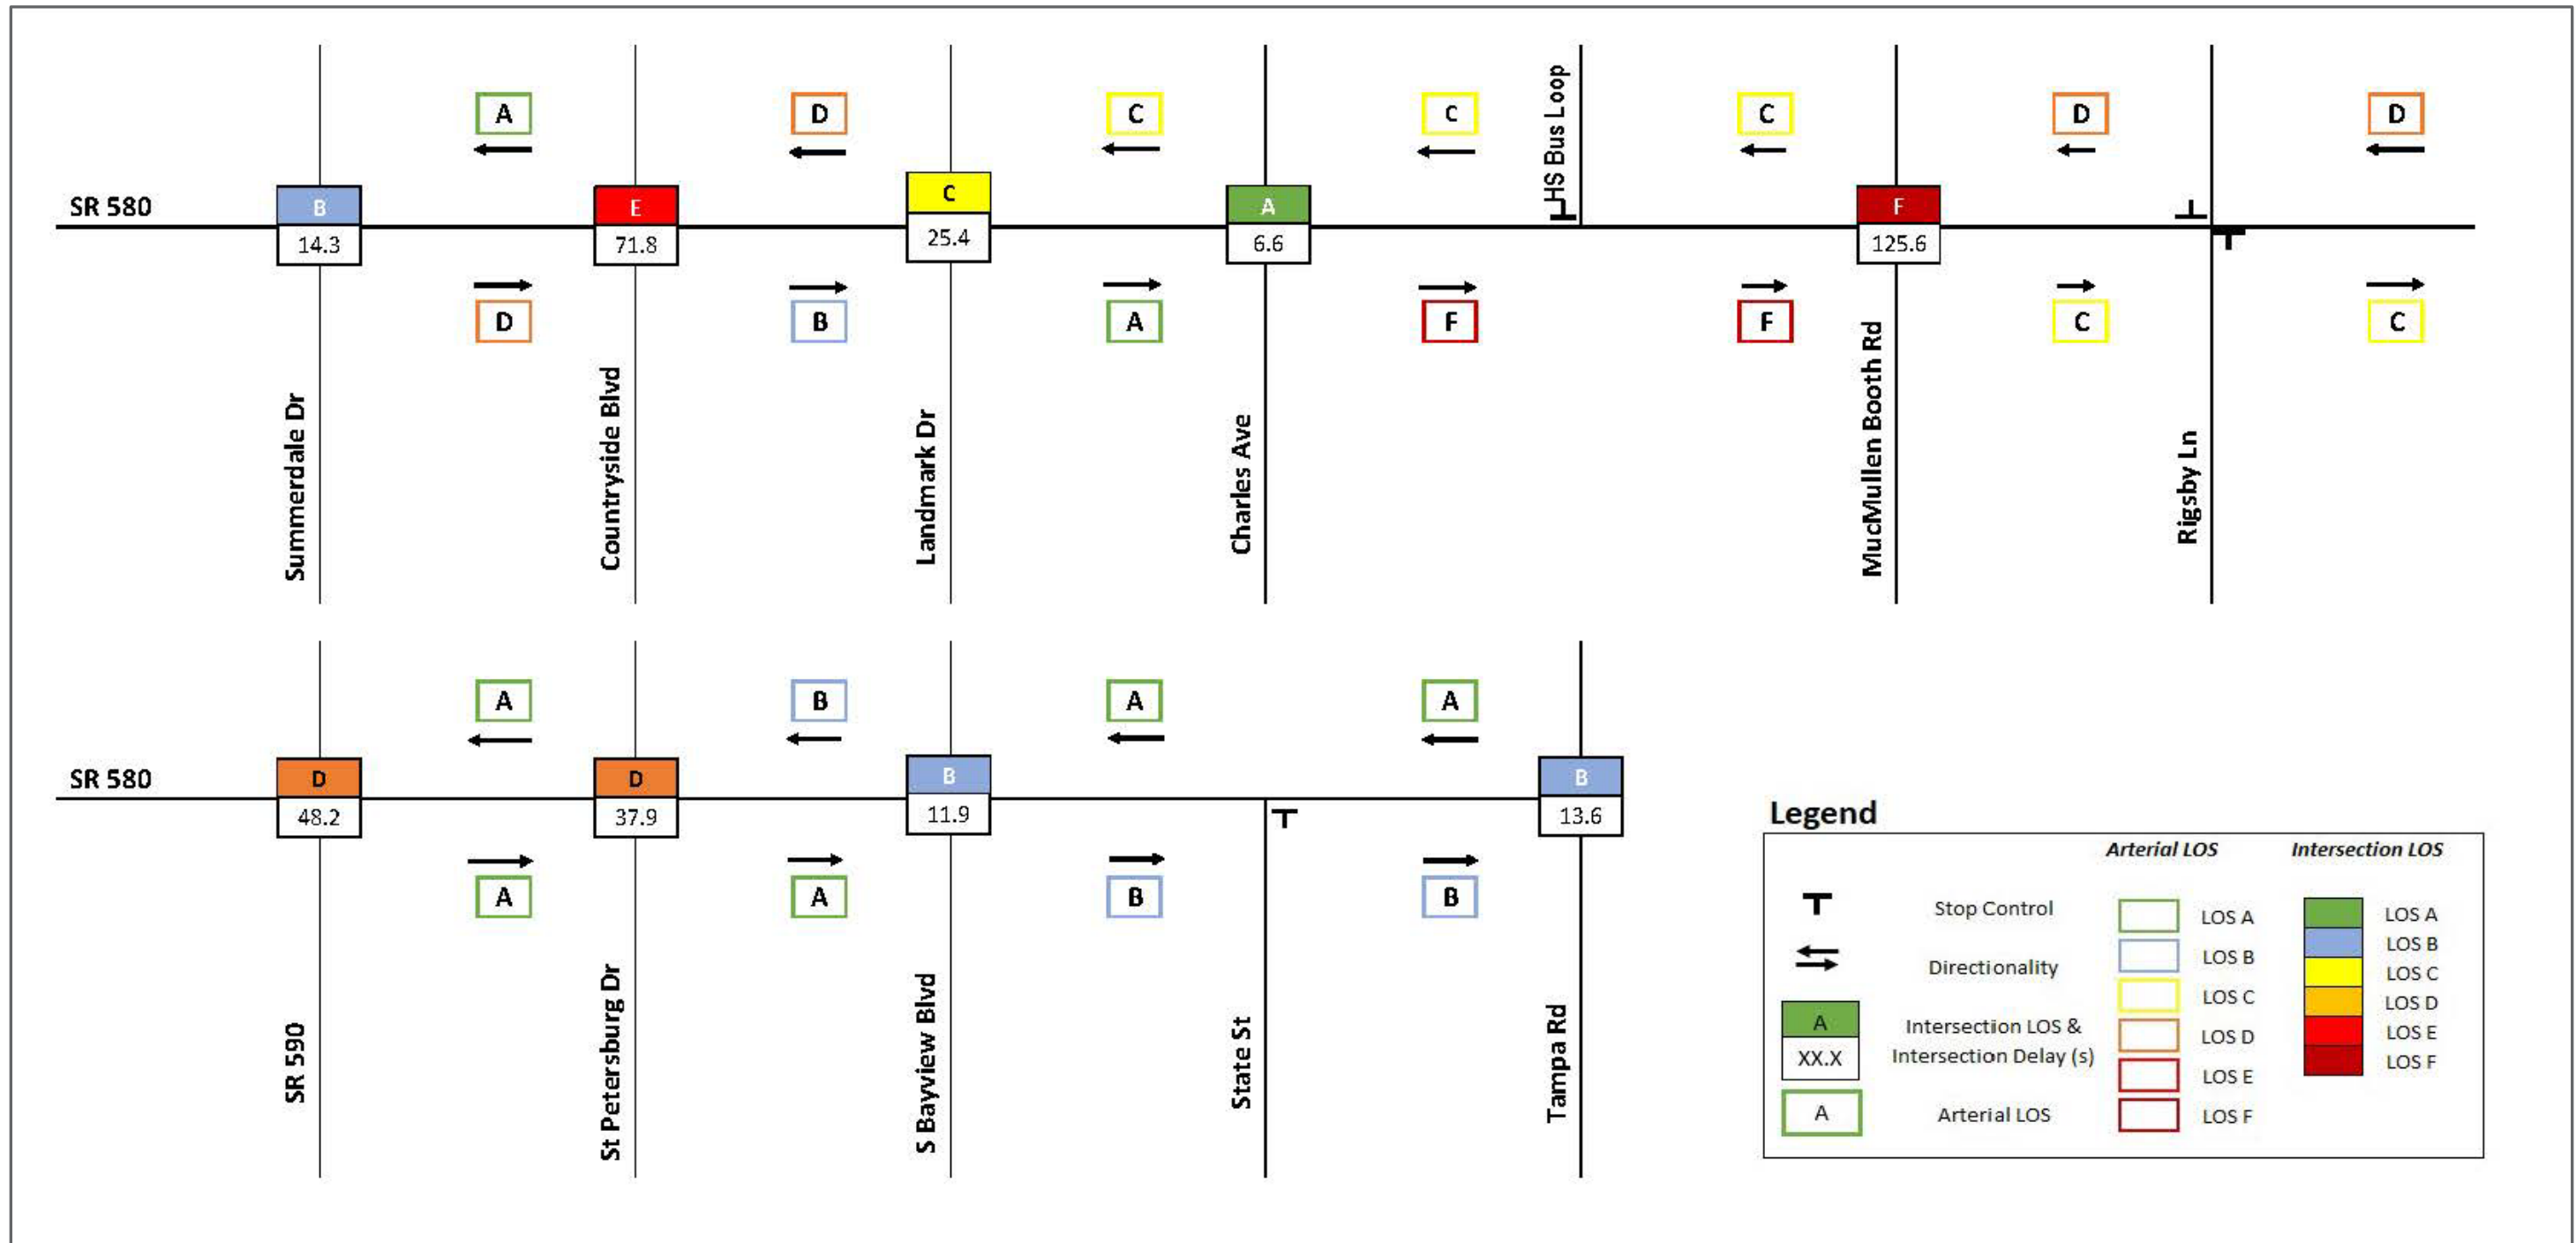 A D C C C D D
HS Bus Loop
SR 580
B E C A F
14.3 71.8 25.4 6.6 125.6
D B A F F C C
Summerdale Dr
Countryside Blvd
Landmark Dr
Charles Ave
MucMullen Booth Rd
Rigsby Ln
A B A A
SR 580
D D B B
48.2 37.9 11.9 13.6
A A B B
SR 590
St Petersburg Dr
S Bayview Blvd
State St
Tampa Rd
Legend
Arterial LOS Intersection LOS
Stop Control
Directionality
A
XX.X
Intersection LOS &
Intersection Delay (s)
A
Arterial LOS
LOS A
LOS B
LOS C
LOS D
LOS E
LOS F
LOS A
LOS B
LOS C
LOS D
LOS E
LOS F